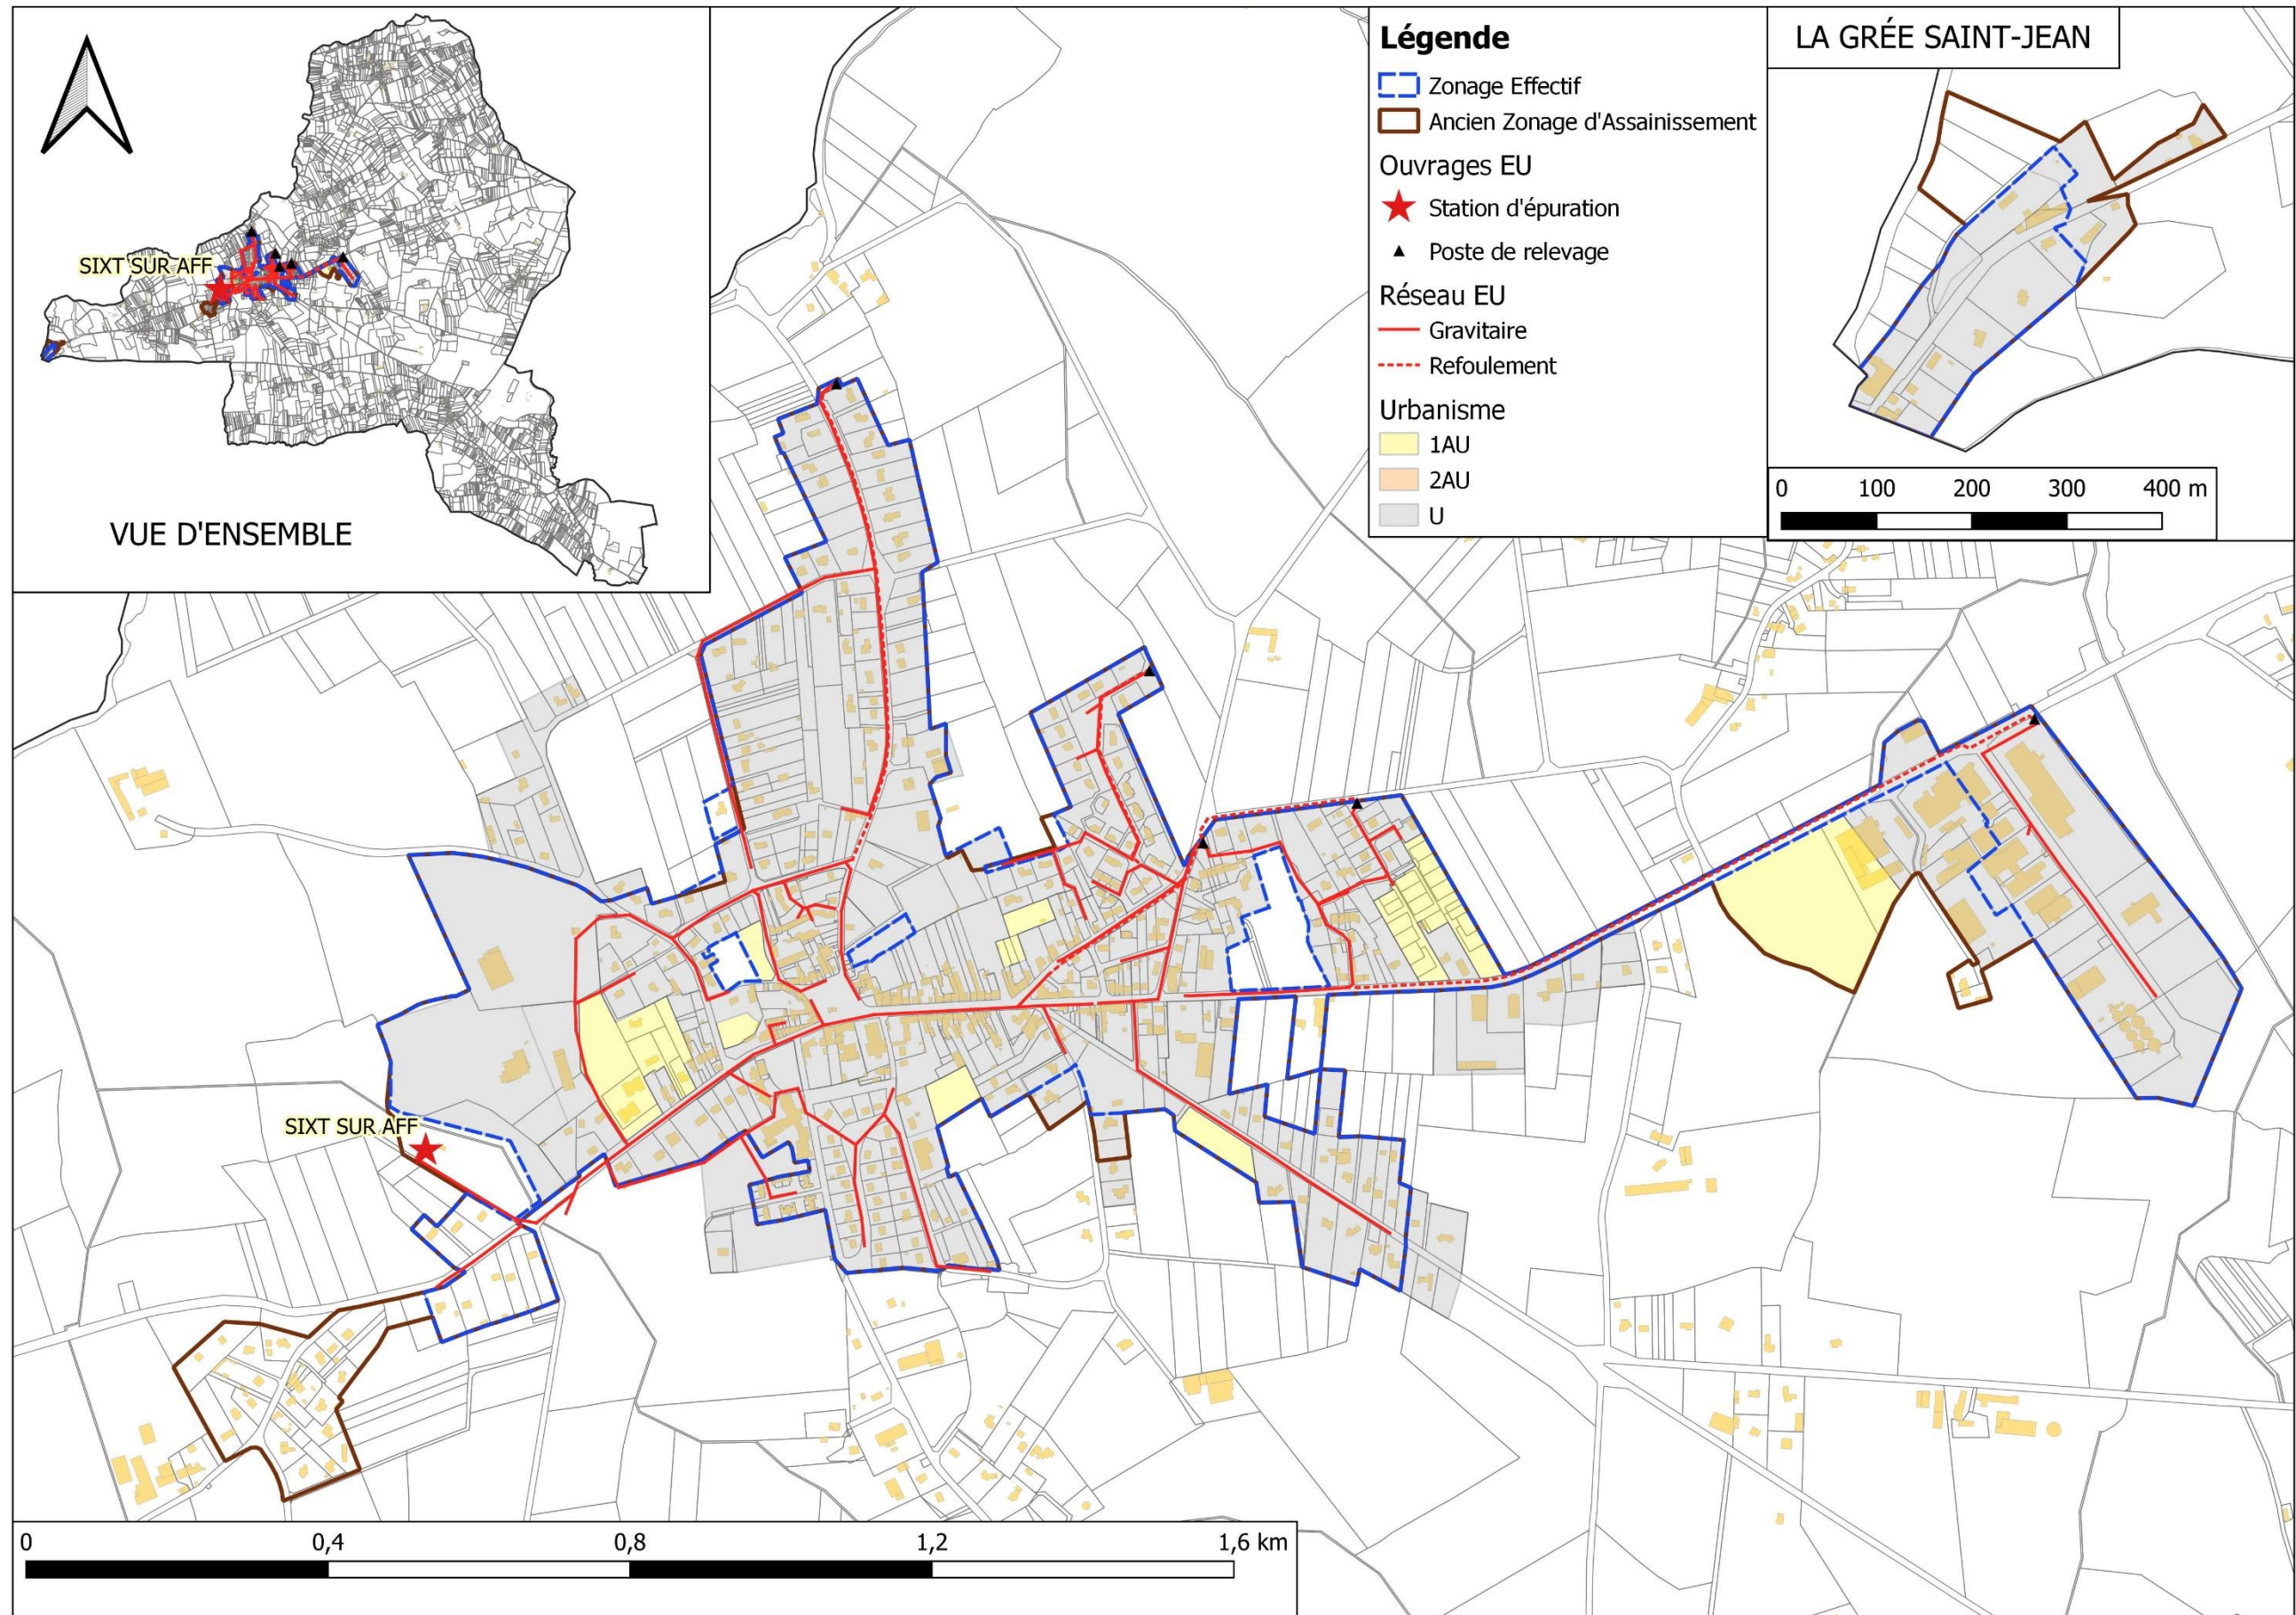 SIXT SUR AFF
VUE D'ENSEMBLE
Légende
Zonage Effectif
Ancien Zonage d'Assainissement
Ouvrages EU
Station d'épuration
Poste de relevage
Réseau EU
Gravitaire
Refoulement
Urbanisme
1AU
2AU
U
LA GRÉE SAINT-JEAN
0 100 200 300 400 m
SIXT SUR AFF
0 0,4 0,8 1,2 1,6 km